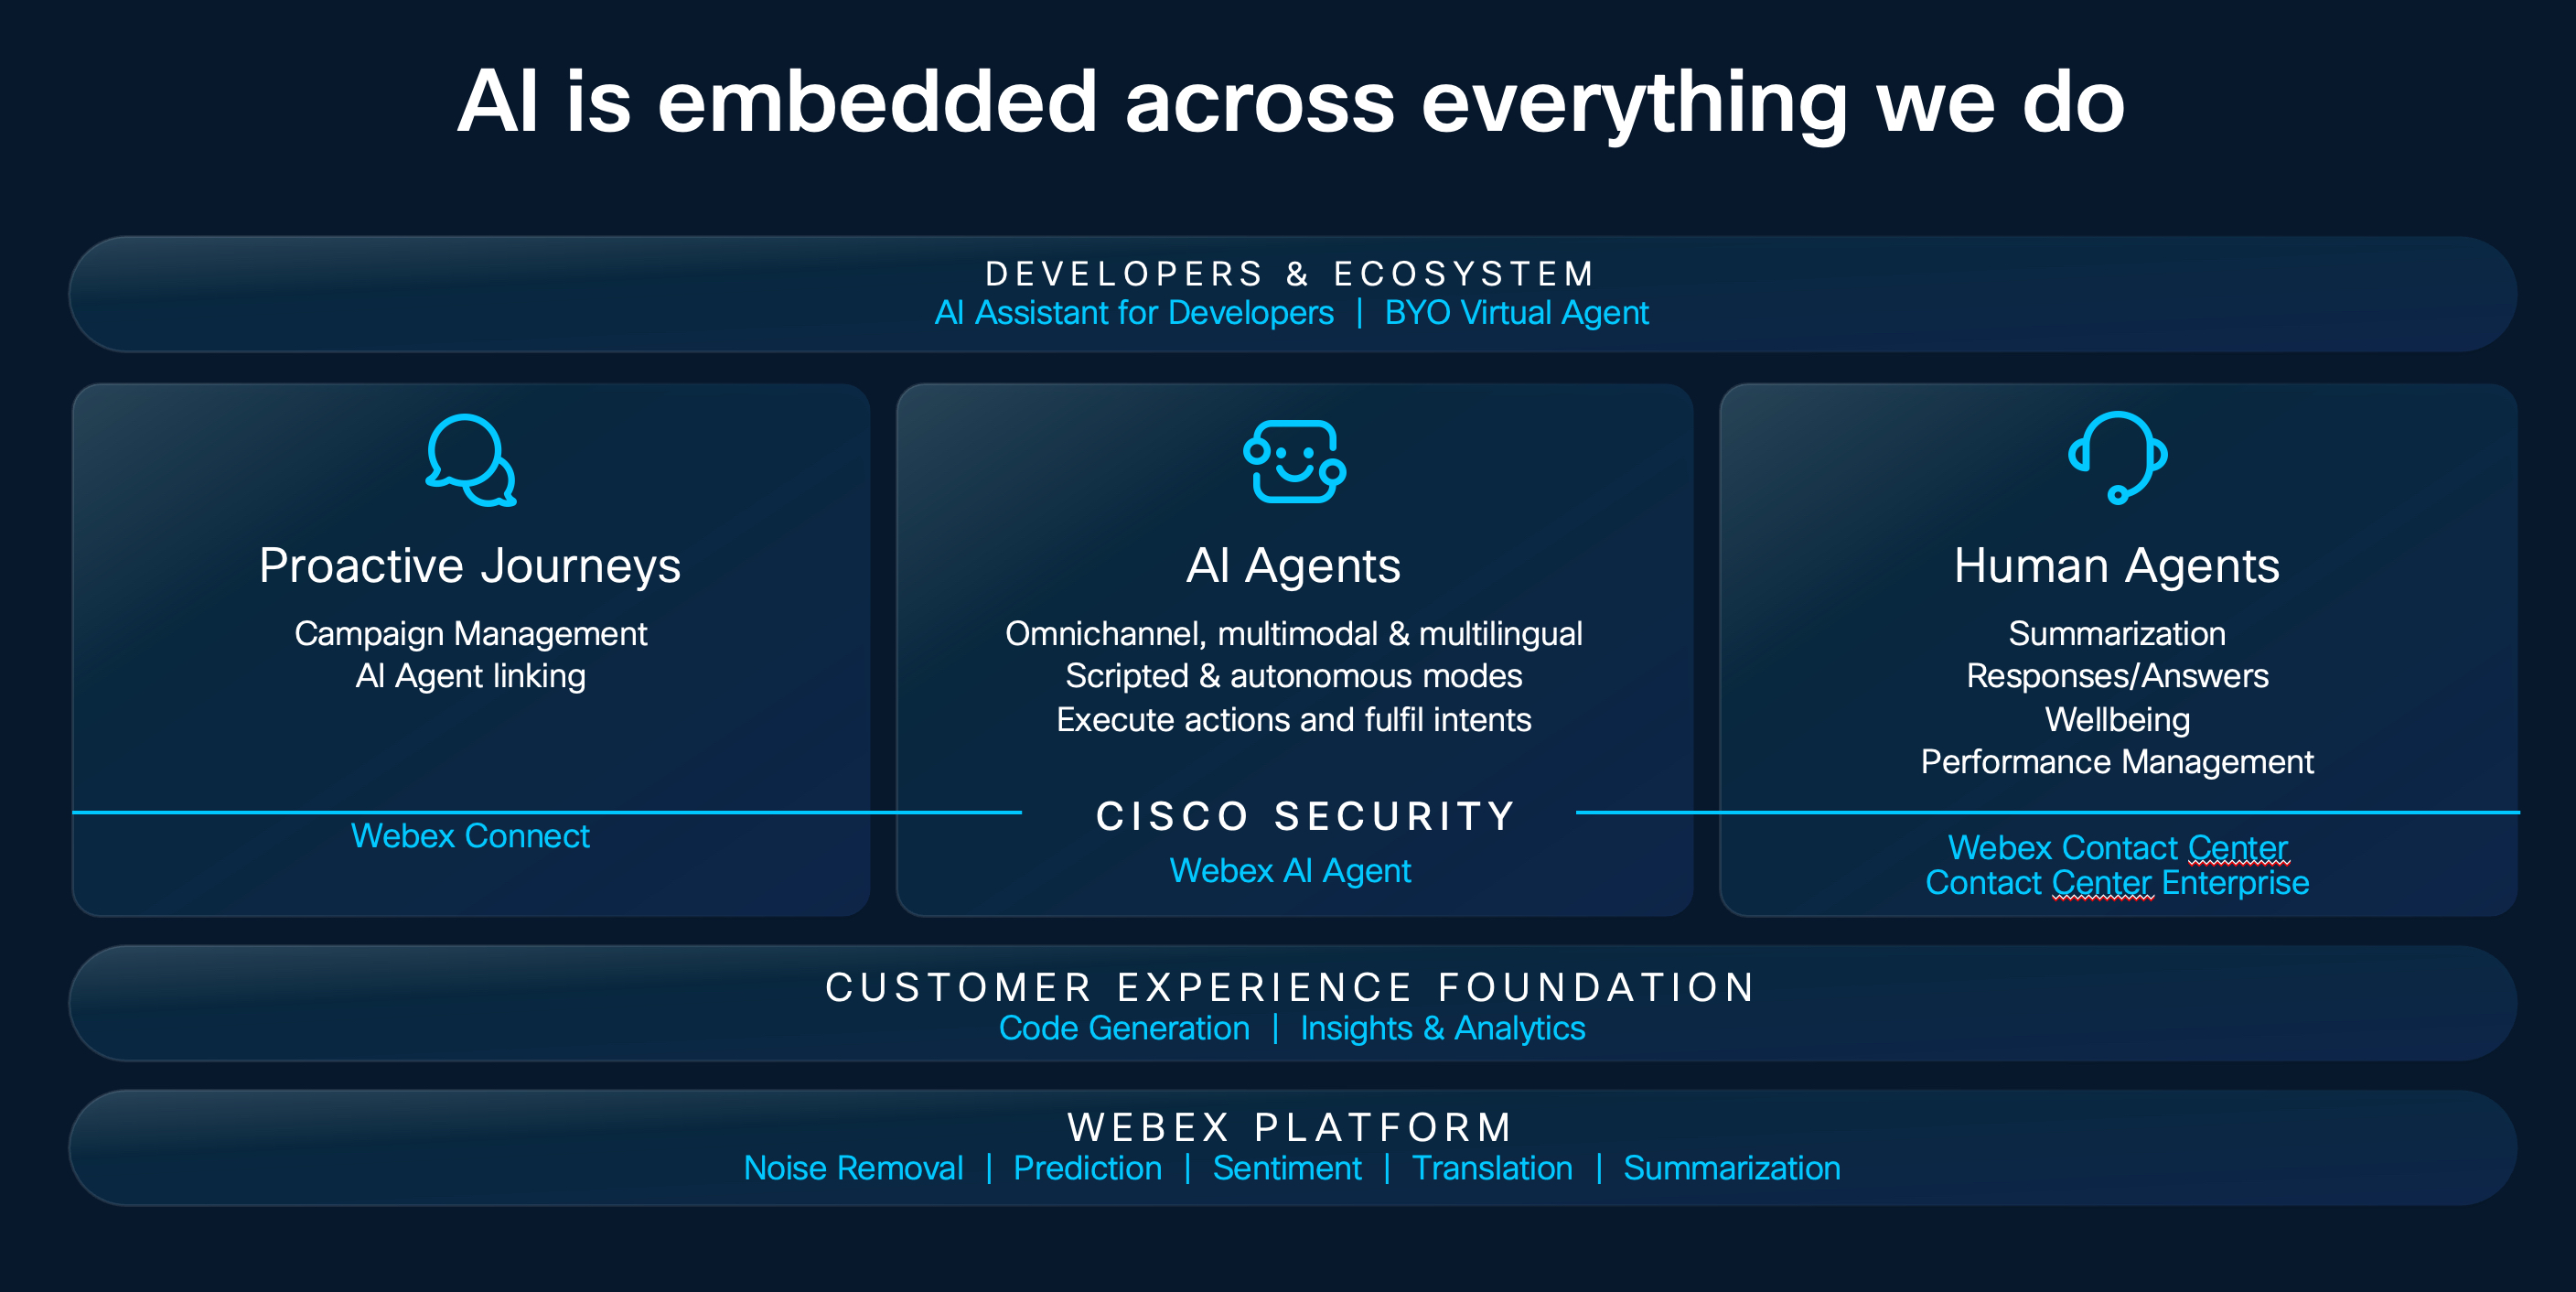 AI is embedded across everything we do
DEVELOPERS & ECOSYSTEM
AI Assistant for Developers | BYO Virtual Agent
Proactive Journeys
Campaign Management
AI Agent linking
Webex Connect
AI Agents
Omnichannel, multimodal & multilingual
Scripted & autonomous modes
Execute actions and fulfil intents
CISCO SECURITY
Webex AI Agent
Human Agents
Summarization
Responses/Answers
Wellbeing
Performance Management
Webex Contact Center
Contact Center Enterprise
CUSTOMER EXPERIENCE FOUNDATION
Code Generation | Insights & Analytics
WEBEX PLATFORM
Noise Removal | Prediction | Sentiment | Translation | Summarization